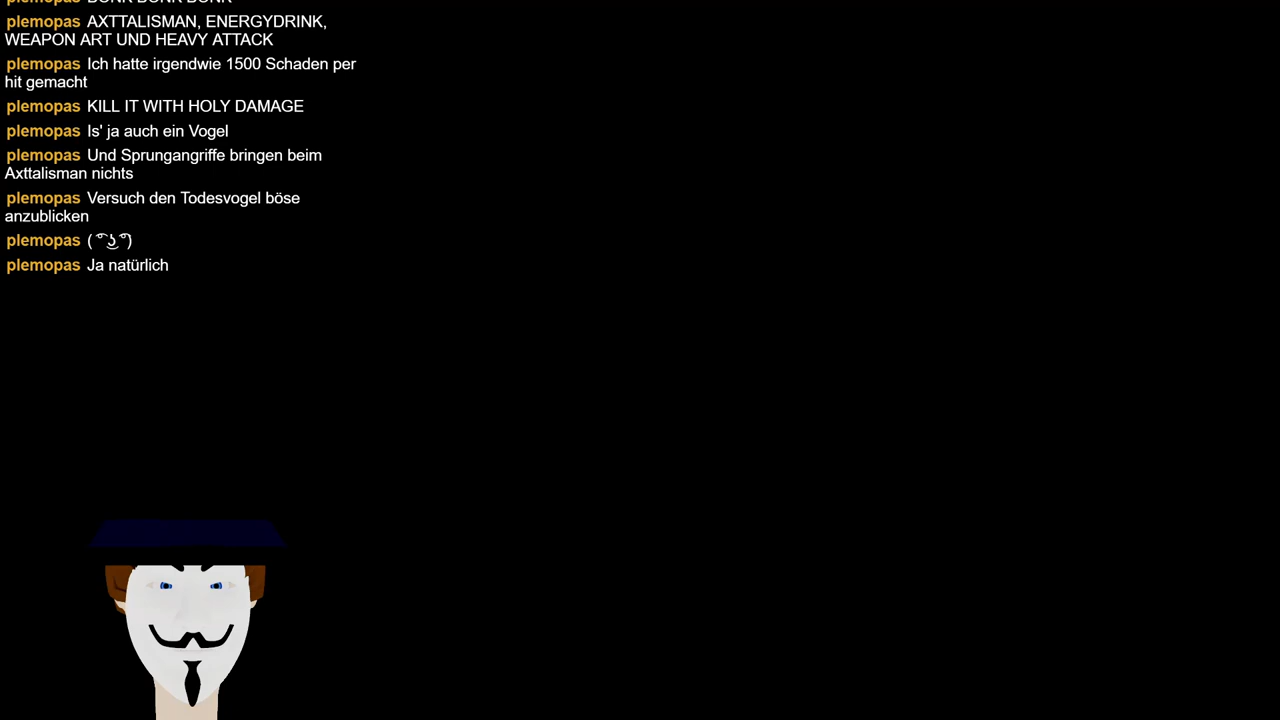 plemopas AXTTALISMAN, ENERGYDRINK,
WEAPON ART UND HEAVY ATTACK
plemopas Ich hatte irgendwie 1500 Schaden per
hit gemacht
plemopas KILL IT WITH HOLY DAMAGE
plemopas Is' ja auch ein Vogel
plemopas Und Sprungangriffe bringen beim
Axttalisman nichts
plemopas Versuch den Todesvogel böse
anzublicken
plemopas ( ͡° ͜ʖ ͡°)
plemopas Ja natürlich